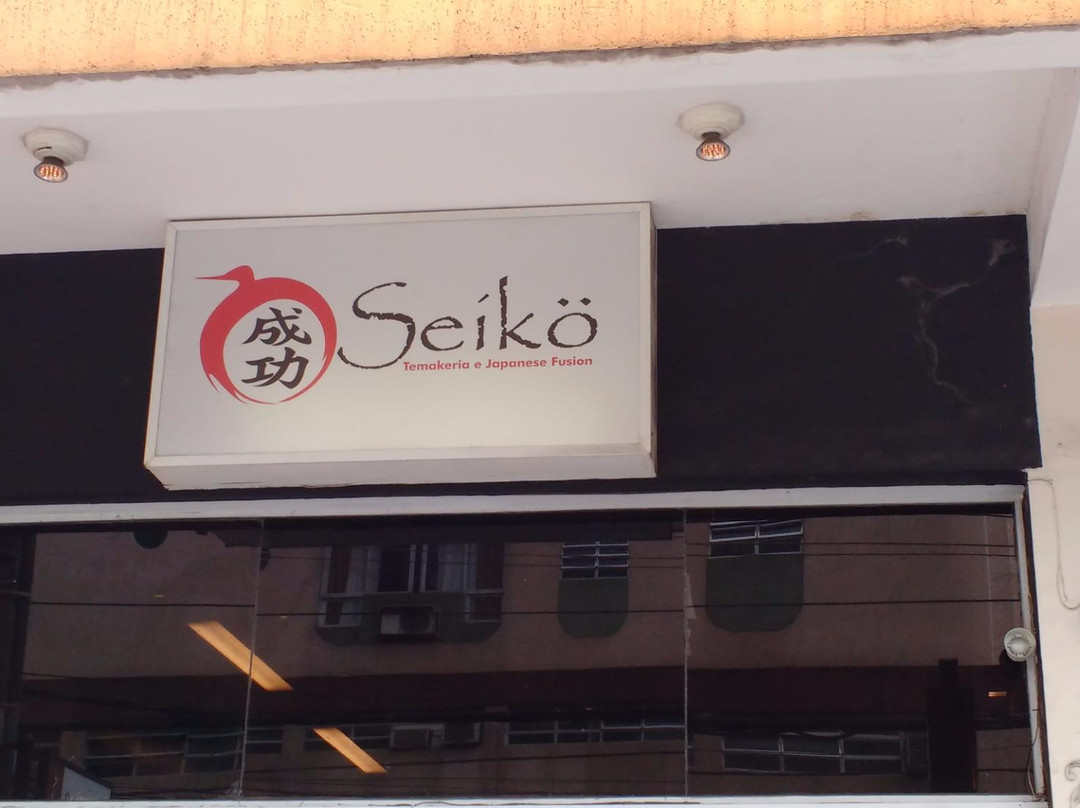 成功
Seikö
Temakeria e Japanese Fusion